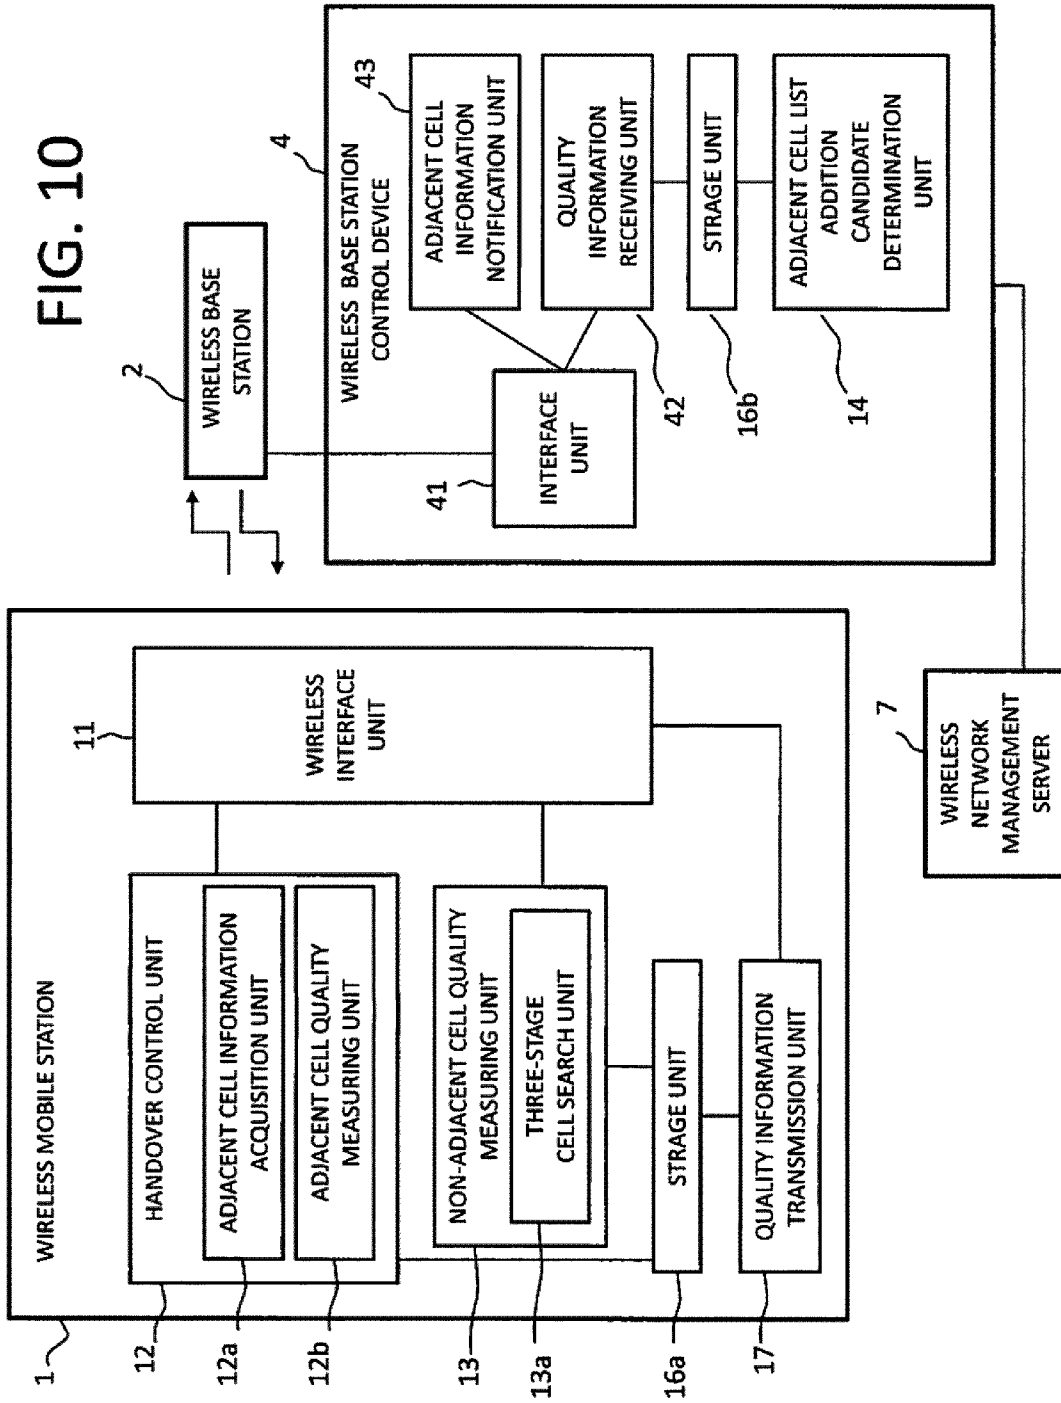 FIG. 10
1
WIRELESS MOBILE STATION
12
HANDOVER CONTROL UNIT
12a
ADJACENT CELL INFORMATION
ACQUISITION UNIT
12b
ADJACENT CELL QUALITY
MEASURING UNIT
13
NON-ADJACENT CELL QUALITY
MEASURING UNIT
13a
THREE-STAGE
CELL SEARCH UNIT
16a
STRAGE UNIT
17
QUALITY INFORMATION
TRANSMISSION UNIT
11
WIRELESS
INTERFACE
UNIT
2
WIRELESS BASE
STATION
4
WIRELESS BASE STATION
CONTROL DEVICE
41
INTERFACE
UNIT
43
ADJACENT CELL
INFORMATION
NOTIFICATION UNIT
QUALITY
INFORMATION
RECEIVING UNIT
42
STRAGE UNIT
16b
ADJACENT CELL LIST
ADDITION
CANDIDATE
DETERMINATION
UNIT
14
7
WIRELESS
NETWORK
MANAGEMENT
SERVER